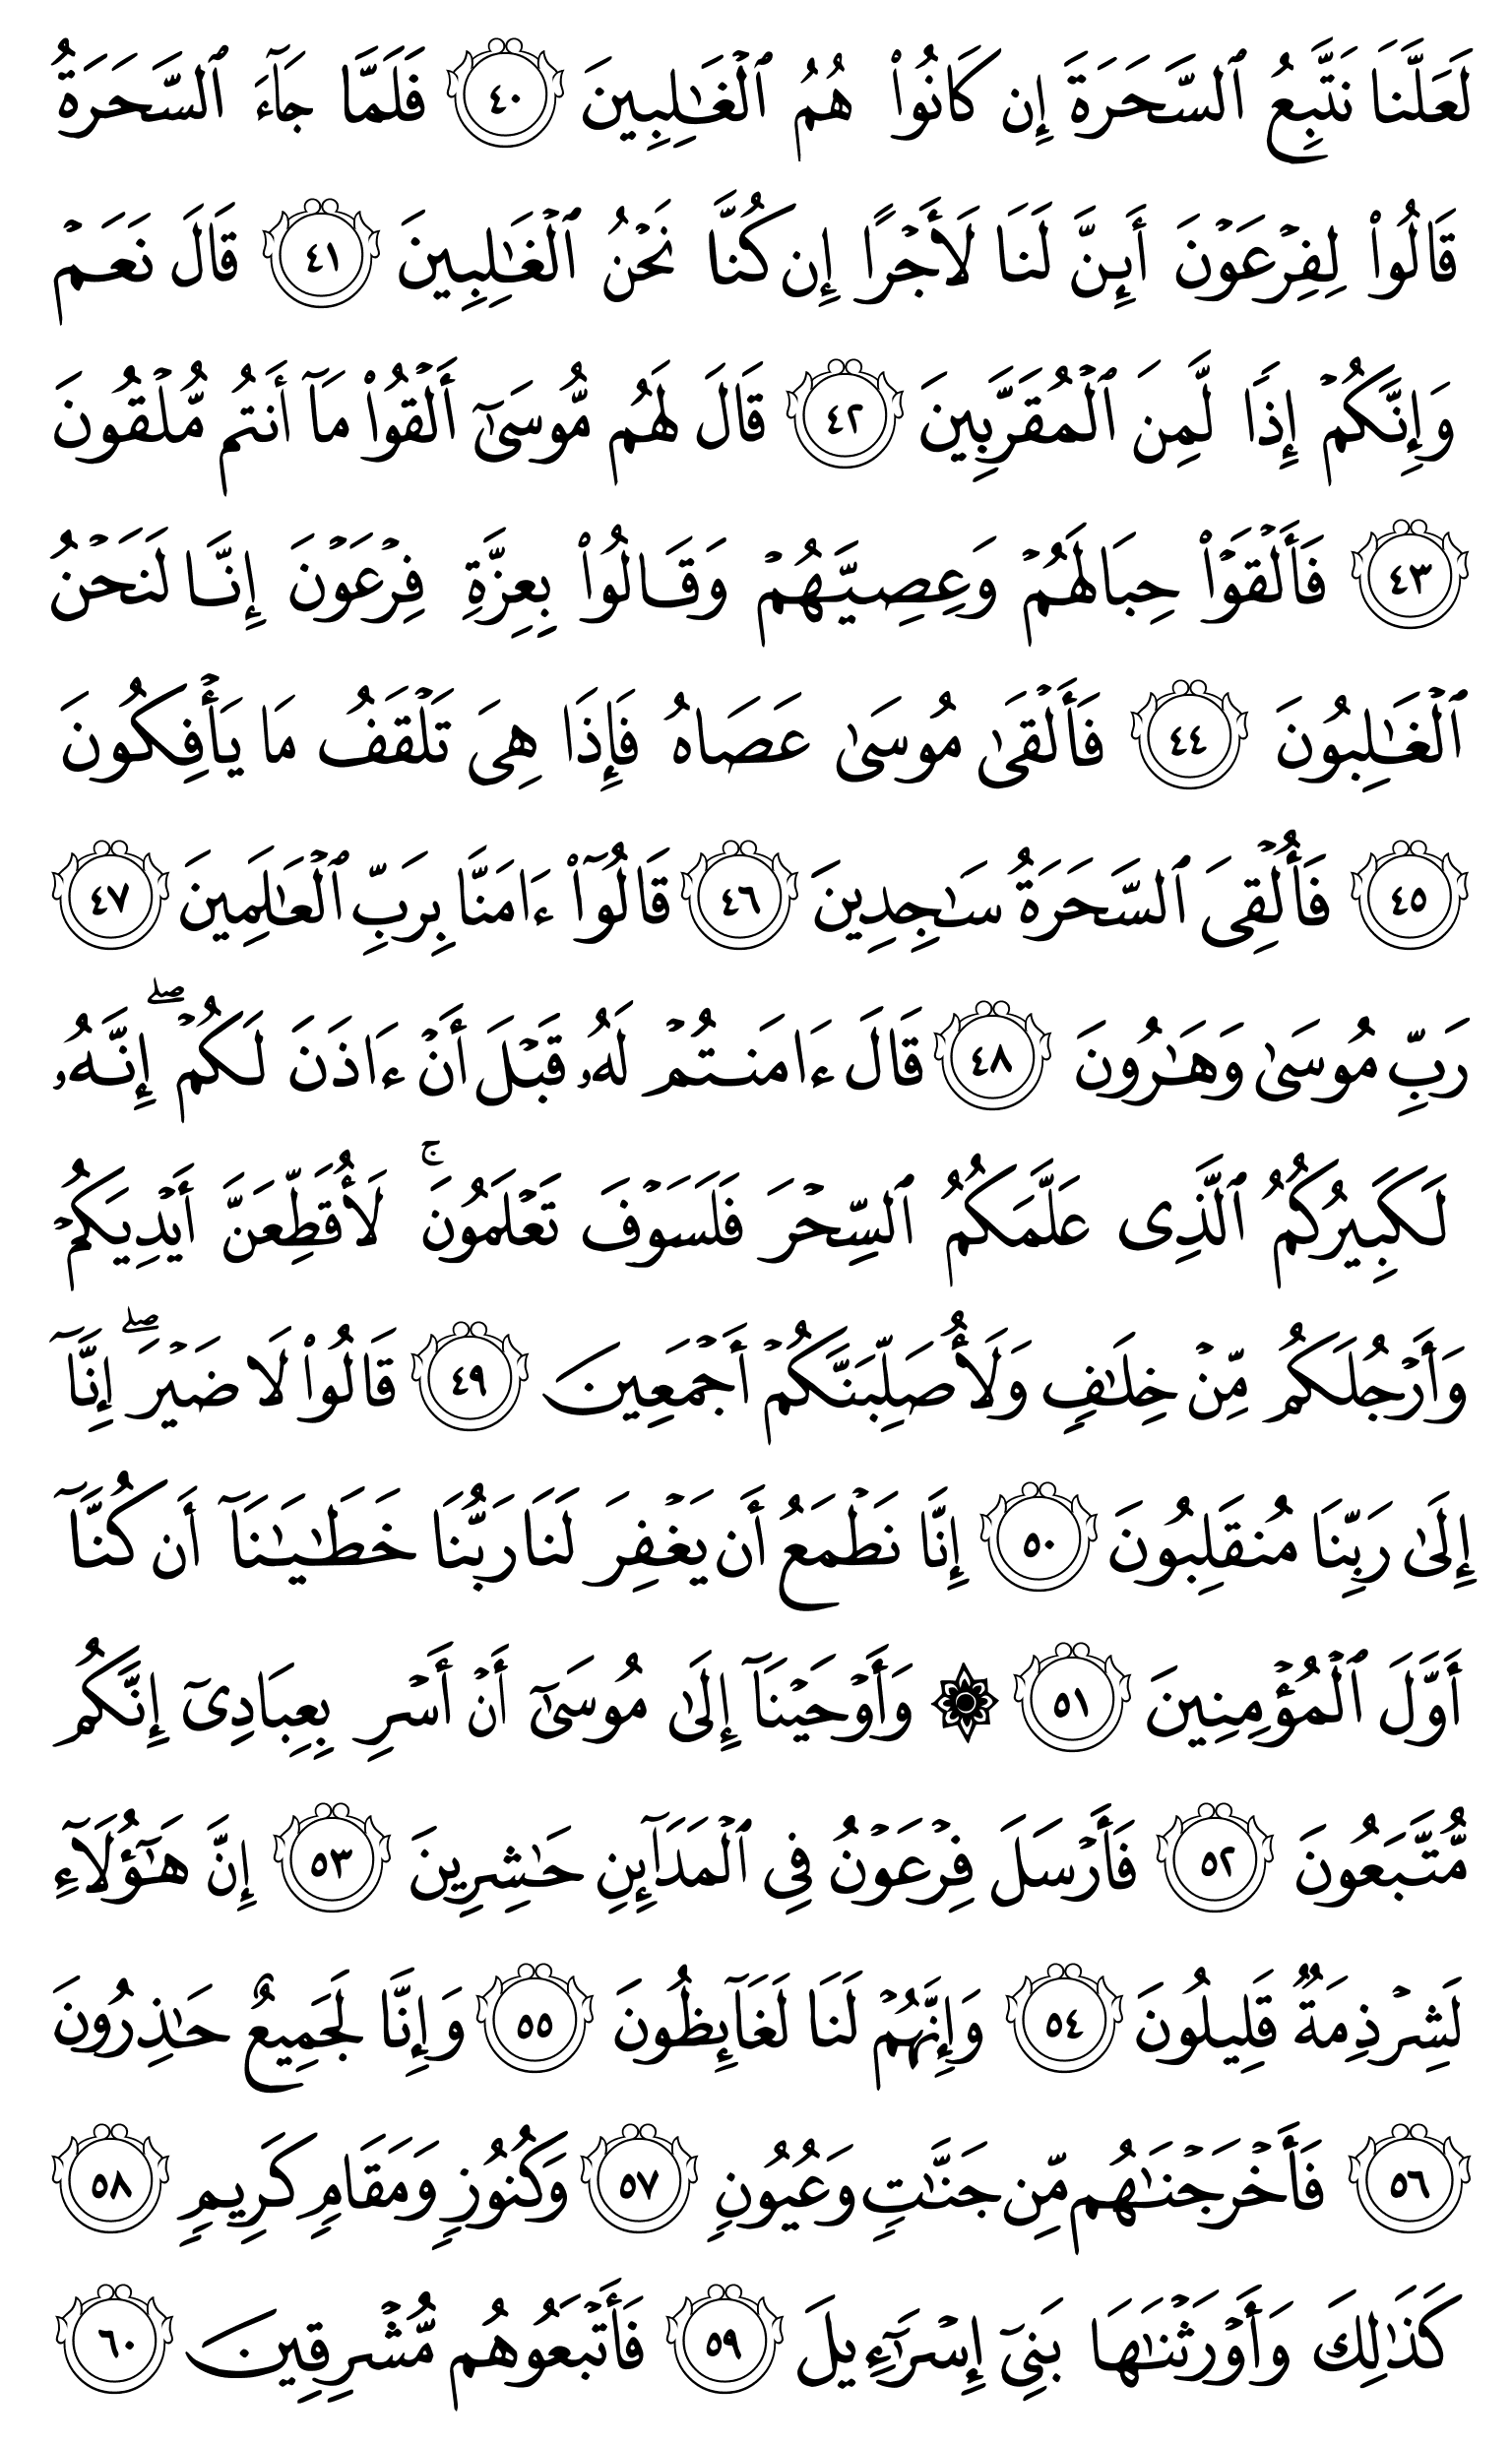 لَعَلَّنَا نَتَّبِعُ ٱلسَّحَرَةَ إِن كَانُوا۟ هُمُ ٱلْغَـٰلِبِينَ ٤٠ فَلَمَّا جَآءَ ٱلسَّحَرَةُ
قَالُوا۟ لِفِرْعَوْنَ أَئِنَّ لَنَا لَأَجْرًا إِن كُنَّا نَحْنُ ٱلْغَـٰلِبِينَ ٤١ قَالَ نَعَمْ
وَإِنَّكُمْ إِذًا لَّمِنَ ٱلْمُقَرَّبِينَ ٤٢ قَالَ لَهُم مُّوسَىٰٓ أَلْقُوا۟ مَآ أَنتُم مُّلْقُونَ
٤٣ فَأَلْقَوْا۟ حِبَالَهُمْ وَعِصِيَّهُمْ وَقَالُوا۟ بِعِزَّةِ فِرْعَوْنَ إِنَّا لَنَحْنُ
ٱلْغَـٰلِبُونَ ٤٤ فَأَلْقَىٰ مُوسَىٰ عَصَاهُ فَإِذَا هِىَ تَلْقَفُ مَا يَأْفِكُونَ
٤٥ فَأُلْقِىَ ٱلسَّحَرَةُ سَـٰجِدِينَ ٤٦ قَالُوٓا۟ ءَامَنَّا بِرَبِّ ٱلْعَـٰلَمِينَ ٤٧
رَبِّ مُوسَىٰ وَهَـٰرُونَ ٤٨ قَالَ ءَامَنتُمْ لَهُۥ قَبْلَ أَنْ ءَاذَنَ لَكُمْ ۖ إِنَّهُۥ
لَكَبِيرُكُمُ ٱلَّذِى عَلَّمَكُمُ ٱلسِّحْرَ فَلَسَوْفَ تَعْلَمُونَ ۚ لَأُقَطِّعَنَّ أَيْدِيَكُمْ
وَأَرْجُلَكُم مِّنْ خِلَـٰفٍ وَلَأُصَلِّبَنَّكُمْ أَجْمَعِينَ ٤٩ قَالُوا۟ لَا ضَيْرَ ۖ إِنَّآ
إِلَىٰ رَبِّنَا مُنقَلِبُونَ ٥٠ إِنَّا نَطْمَعُ أَن يَغْفِرَ لَنَا رَبُّنَا خَطَـٰيَـٰنَآ أَن كُنَّآ
أَوَّلَ ٱلْمُؤْمِنِينَ ٥١ ۞ وَأَوْحَيْنَآ إِلَىٰ مُوسَىٰٓ أَنْ أَسْرِ بِعِبَادِىٓ إِنَّكُم
مُّتَّبَعُونَ ٥٢ فَأَرْسَلَ فِرْعَوْنُ فِى ٱلْمَدَآئِنِ حَـٰشِرِينَ ٥٣ إِنَّ هَـٰٓؤُلَآءِ
لَشِرْذِمَةٌ قَلِيلُونَ ٥٤ وَإِنَّهُمْ لَنَا لَغَآئِظُونَ ٥٥ وَإِنَّا لَجَمِيعٌ حَـٰذِرُونَ
٥٦ فَأَخْرَجْنَـٰهُم مِّن جَنَّـٰتٍ وَعُيُونٍ ٥٧ وَكُنُوزٍ وَمَقَامٍ كَرِيمٍ ٥٨
كَذَٰلِكَ وَأَوْرَثْنَـٰهَا بَنِىٓ إِسْرَٰٓءِيلَ ٥٩ فَأَتْبَعُوهُم مُّشْرِقِينَ ٦٠